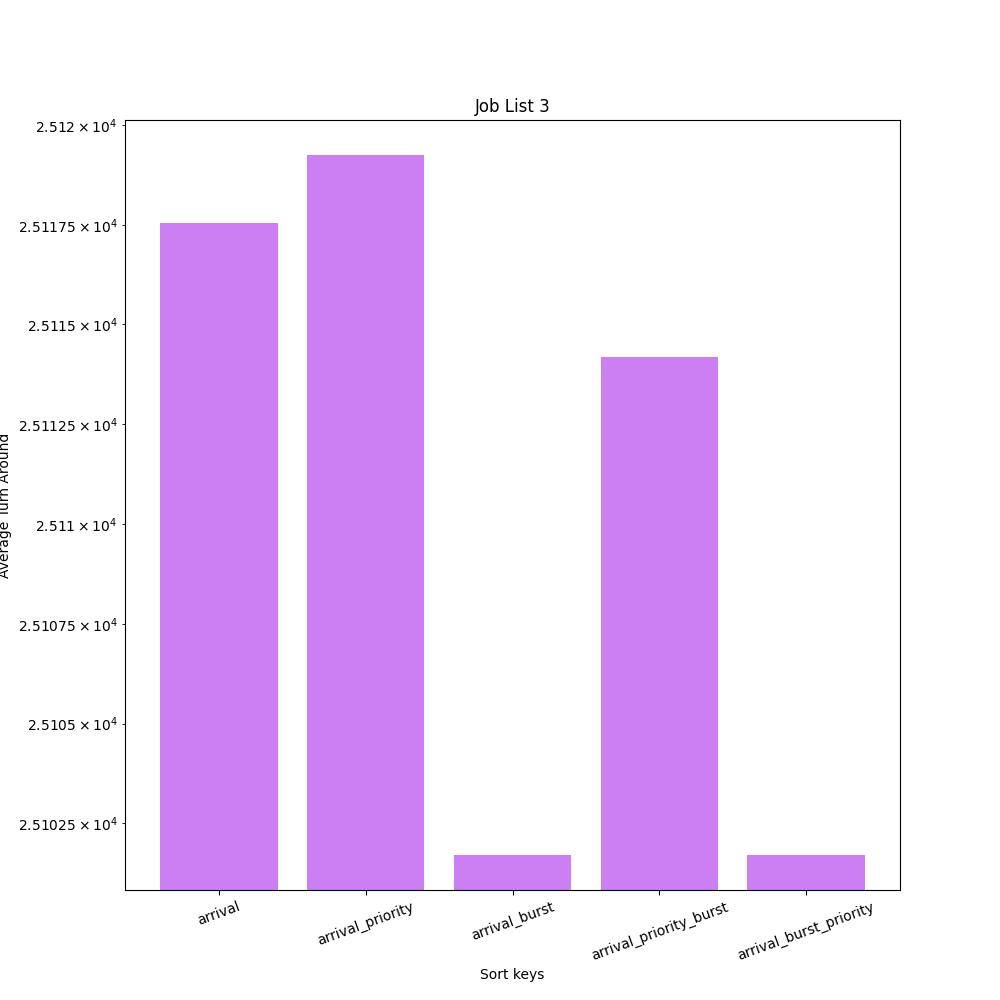 Job List 3
2.512 × 10⁴
2.51175 × 10⁴
2.5115 × 10⁴
2.51125 × 10⁴
2.511 × 10⁴
2.51075 × 10⁴
2.5105 × 10⁴
2.51025 × 10⁴
Average Turn Around
arrival
arrival_priority
arrival_burst
arrival_priority_burst
arrival_burst_priority
Sort keys